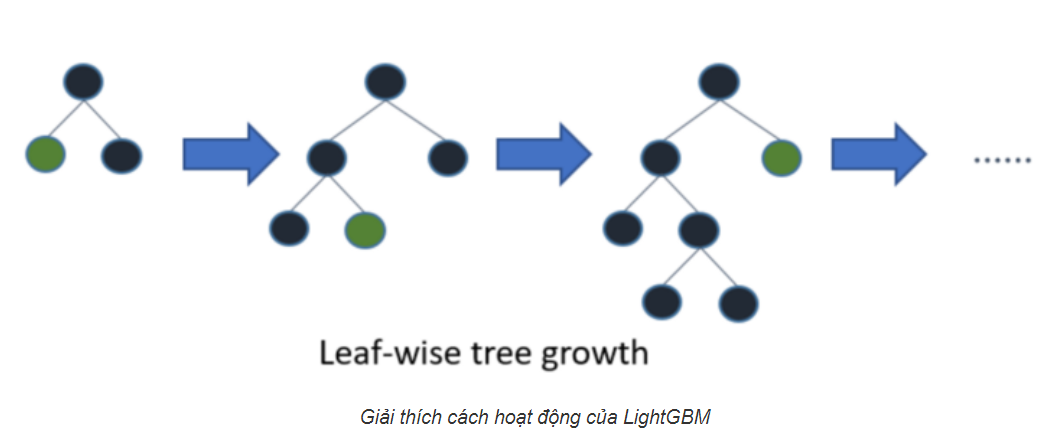 ......
Leaf-wise tree growth
Giải thích cách hoạt động của LightGBM